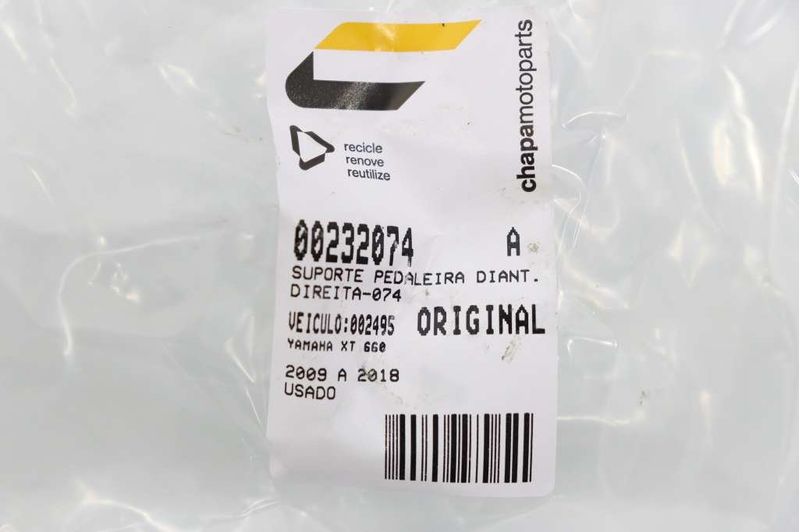 chapamotoparts
recicle
renove
reutilize
00232074 A
SUPORTE PEDALEIRA DIANT.
DIREITA-074
VEICULO:002495 ORIGINAL
YAMAHA XT 660
2009 A 2018
USADO